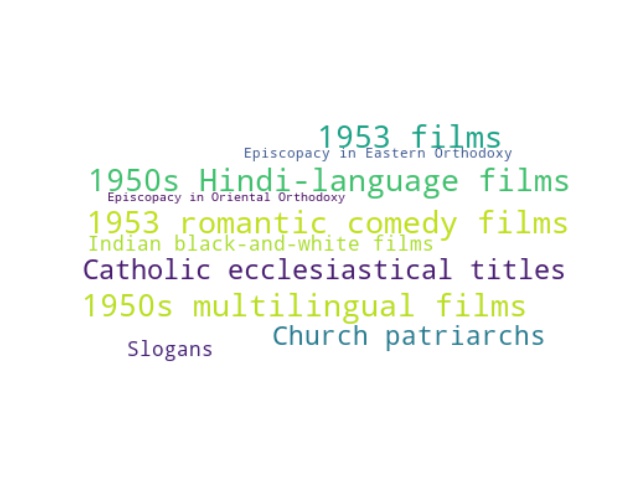 1953 films
Episcopacy in Eastern Orthodoxy
1950s Hindi-language films
Episcopacy in Oriental Orthodoxy
1953 romantic comedy films
Indian black-and-white films
Catholic ecclesiastical titles
1950s multilingual films
Church patriarchs
Slogans